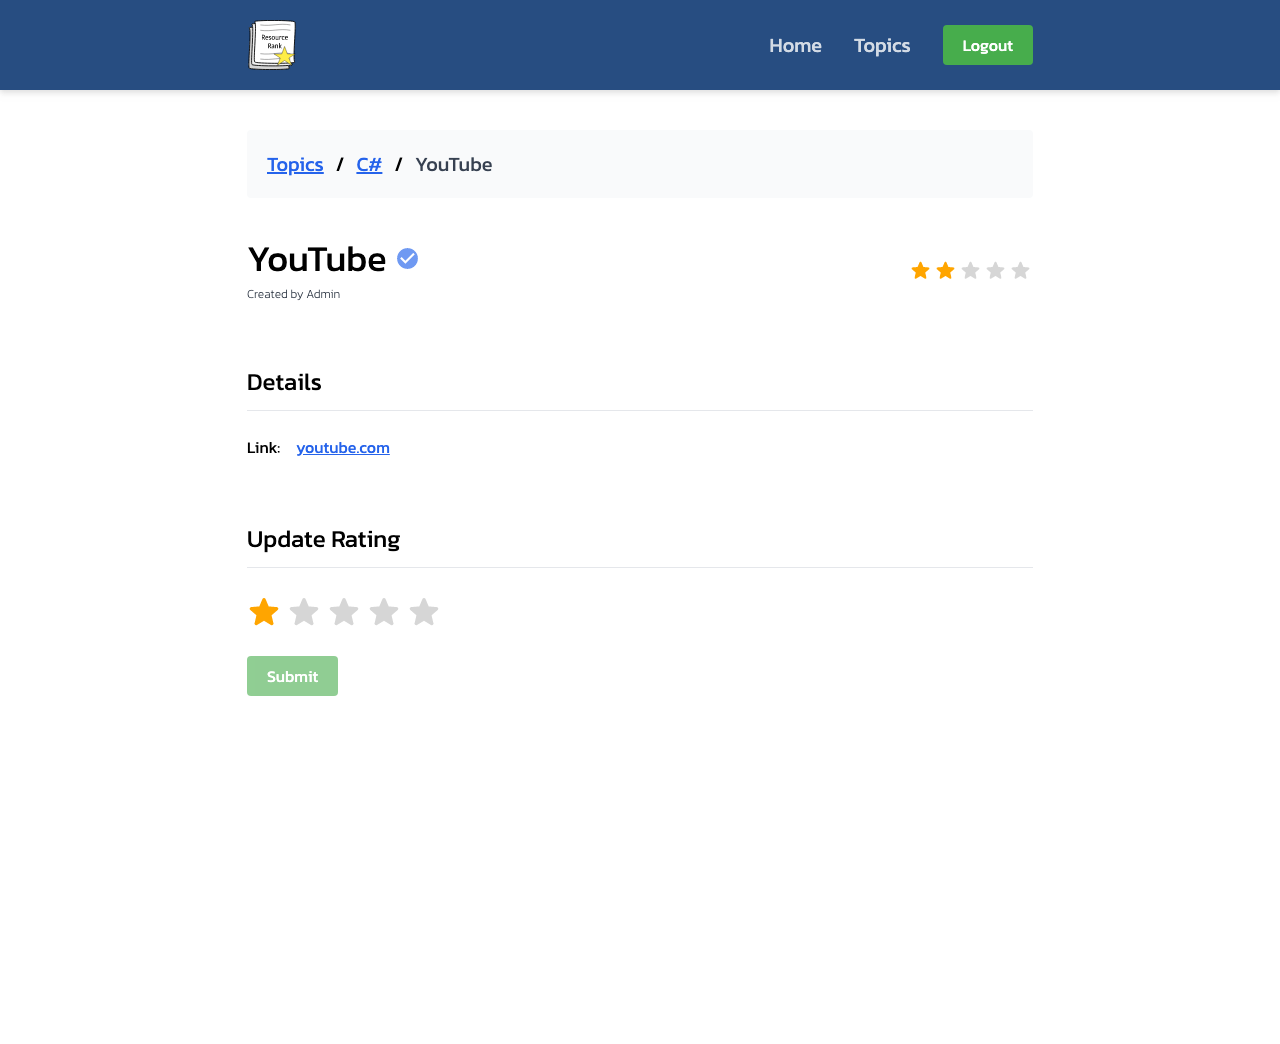 Resource
Rank
Home
Topics
Logout
Topics / C# / YouTube
YouTube
Created by Admin
Details
Link: youtube.com
Update Rating
Submit